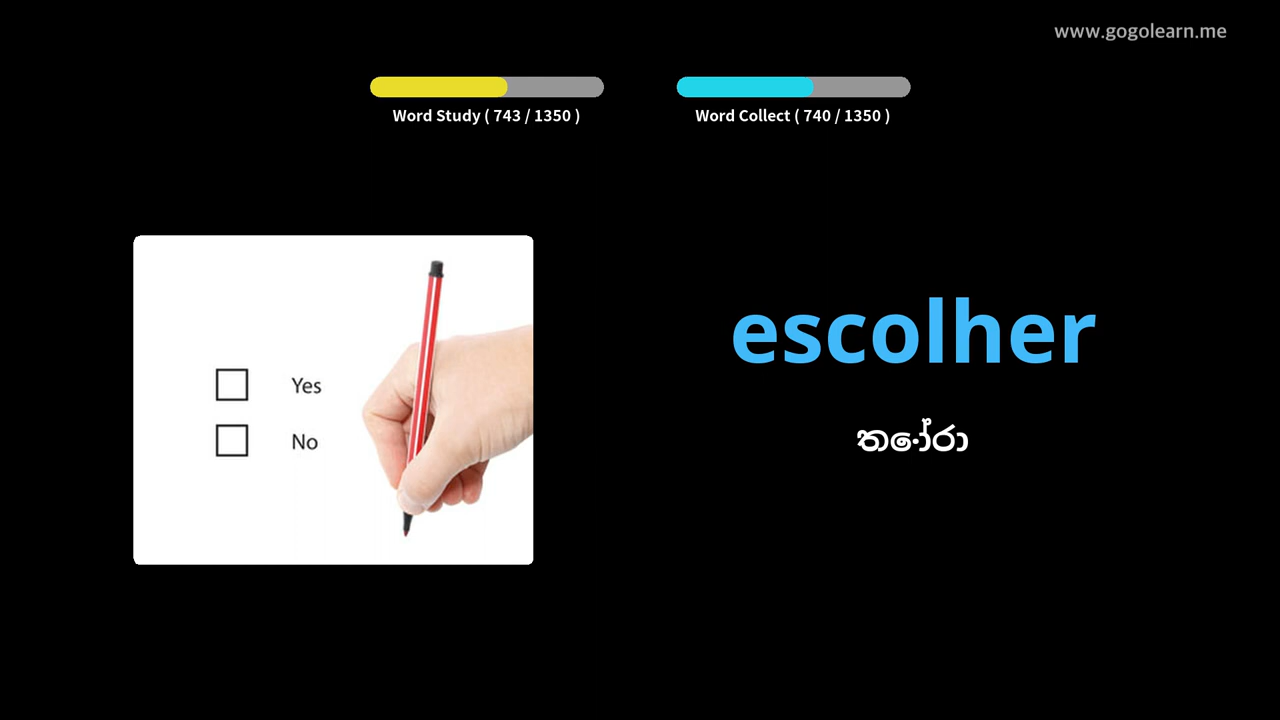 www.gogolearn.me
Word Study ( 743 / 1350 )
Word Collect ( 740 / 1350 )
Yes
No
escolher
තෝරා